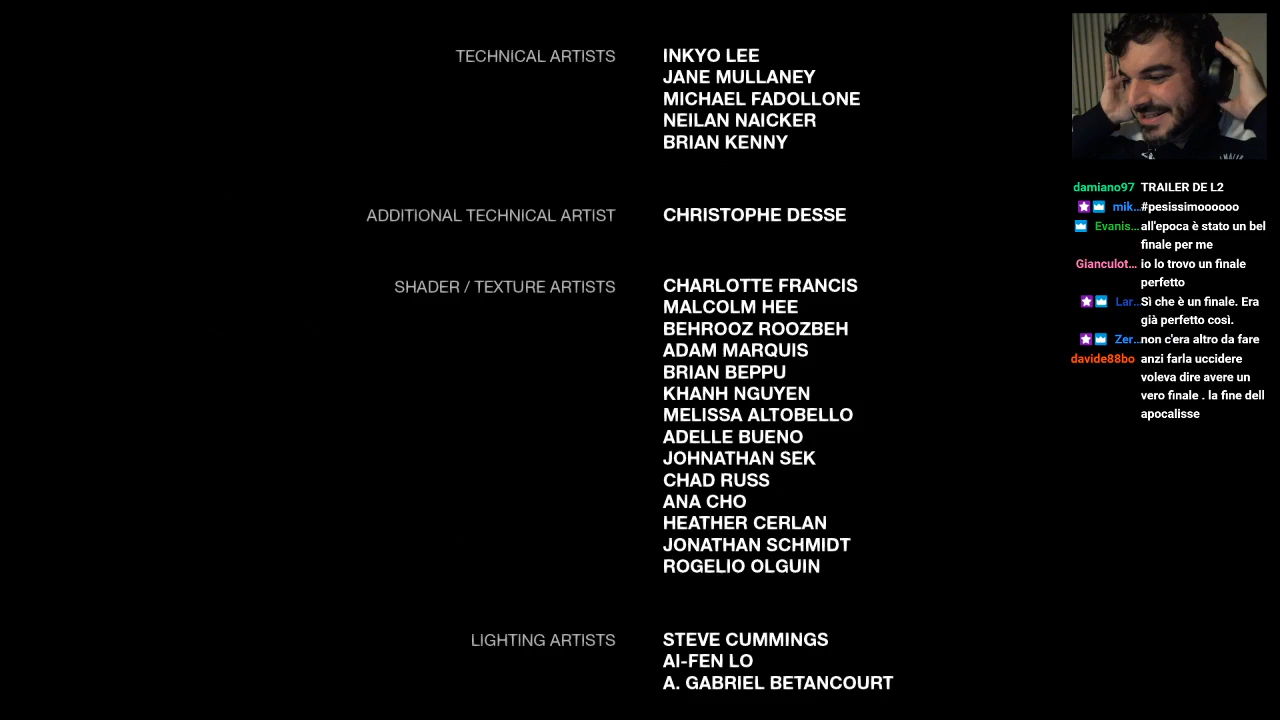 TECHNICAL ARTISTS INKYO LEE
JANE MULLANEY
MICHAEL FADOLLONE
NEILAN NAICKER
BRIAN KENNY
ADDITIONAL TECHNICAL ARTIST CHRISTOPHE DESSE
SHADER / TEXTURE ARTISTS CHARLOTTE FRANCIS
MALCOLM HEE
BEHROOZ ROOZBEH
ADAM MARQUIS
BRIAN BEPPU
KHANH NGUYEN
MELISSA ALTOBELLO
ADELLE BUENO
JOHNATHAN SEK
CHAD RUSS
ANA CHO
HEATHER CERLAN
JONATHAN SCHMIDT
ROGELIO OLGUIN
LIGHTING ARTISTS STEVE CUMMINGS
AI-FEN LO
A. GABRIEL BETANCOURT
damiano97 TRAILER DE L2
mik... #pesissimoooooo
Evanis... all'epoca è stato un bel
finale per me
Gianculot... io lo trovo un finale
perfetto
Lar... Sì che è un finale. Era
già perfetto così.
Zer... non c'era altro da fare
davide88bo anzi farla uccidere
voleva dire avere un
vero finale . la fine dell
apocalisse